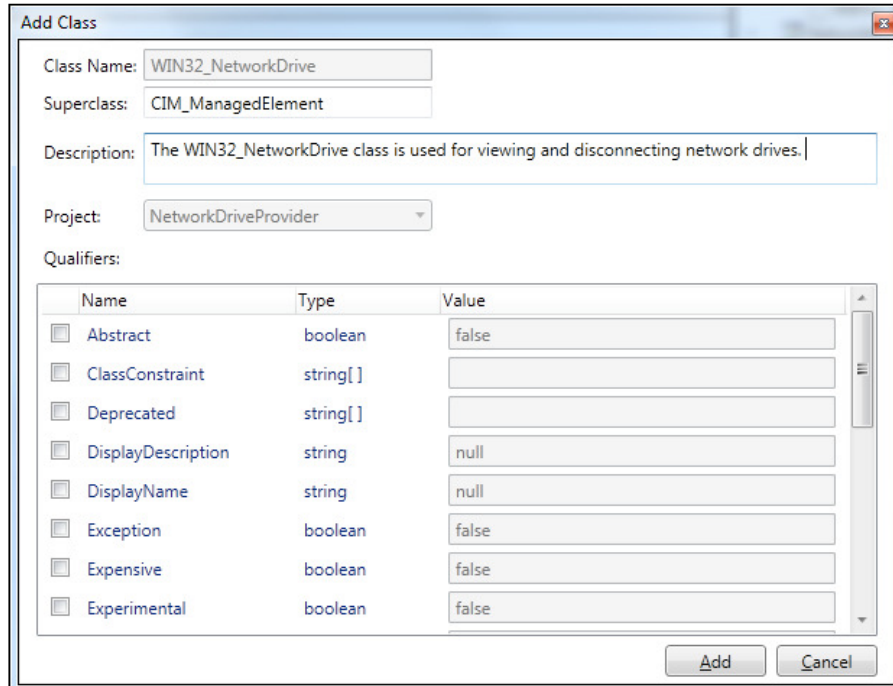 Add Class
Class Name: WIN32_NetworkDrive
Superclass: CIM_ManagedElement
Description: The WIN32_NetworkDrive class is used for viewing and disconnecting network drives.
Project: NetworkDriveProvider
Qualifiers:
Name Type Value
Abstract boolean false
ClassConstraint string[ ]
Deprecated string[ ]
DisplayDescription string null
DisplayName string null
Exception boolean false
Expensive boolean false
Experimental boolean false
Add Cancel